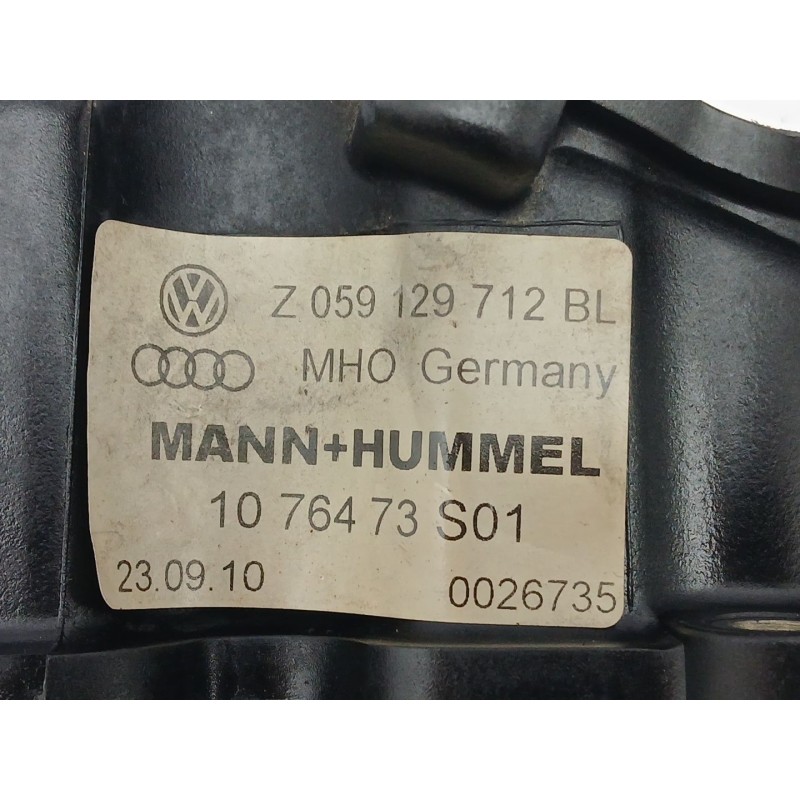 Z 059 129 712 BL
MHO Germany
MANN+HUMMEL
10 764 73 S01
23.09.10 0026735